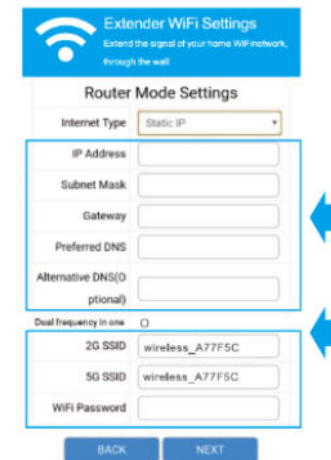 Extender WiFi Settings
Extend the signal of your home WiFi network,
through the wall
Router Mode Settings
Internet Type Static IP
IP Address
Subnet Mask
Gateway
Preferred DNS
Alternative DNS(O
ptional)
Dual frequency in one
2G SSID wireless_A77F5C
5G SSID wireless_A77F5C
WiFi Password
BACK NEXT